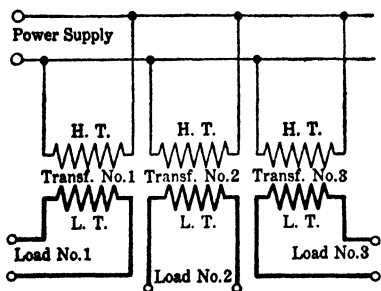 Power Supply
H. T. H. T. H. T.
Transf. No.1 Transf. No.2 Transf. No.3
L. T. L. T. L. T.
Load No.1 Load No.2 Load No.3